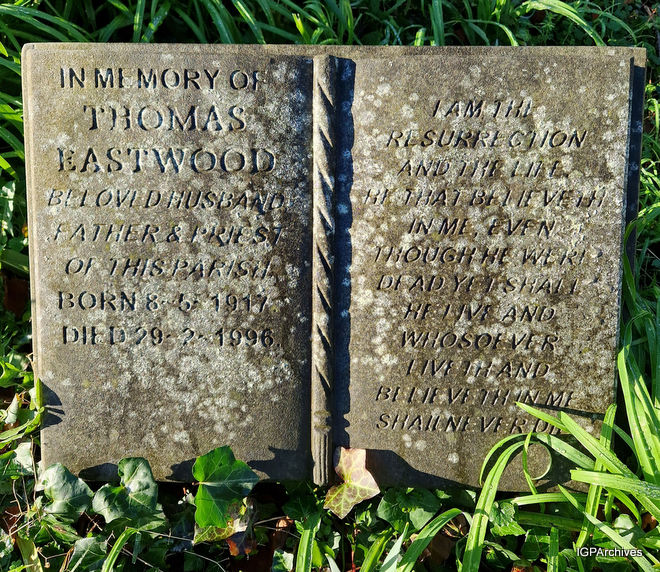 IN MEMORY OF
THOMAS
EASTWOOD
BELOVED HUSBAND
FATHER & PRIEST
OF THIS PARISH
BORN 8-5-1917
DIED 29-2-1996.
I AM THE
RESURRECTION
AND THE LIFE
HE THAT BELIEVETH
IN ME, EVEN
THOUGH HE WERE
DEAD YET SHALL
HE LIVE AND
WHOSOEVER
LIVETH AND
BELIEVETH IN ME
SHALL NEVER DIE
IGPArchives